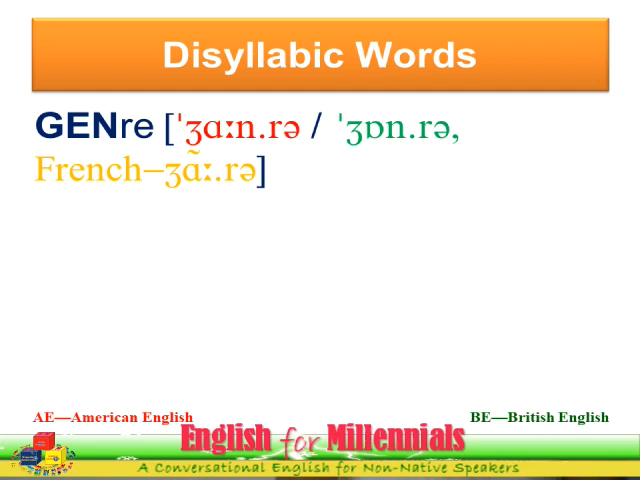 Disyllabic Words
GENre [ˈʒɑːn.rə / ˈʒɒn.rə,
French–ʒɑ̃ː.rə]
AE—American English
BE—British English
English for Millennials
A Conversational English for Non-Native Speakers